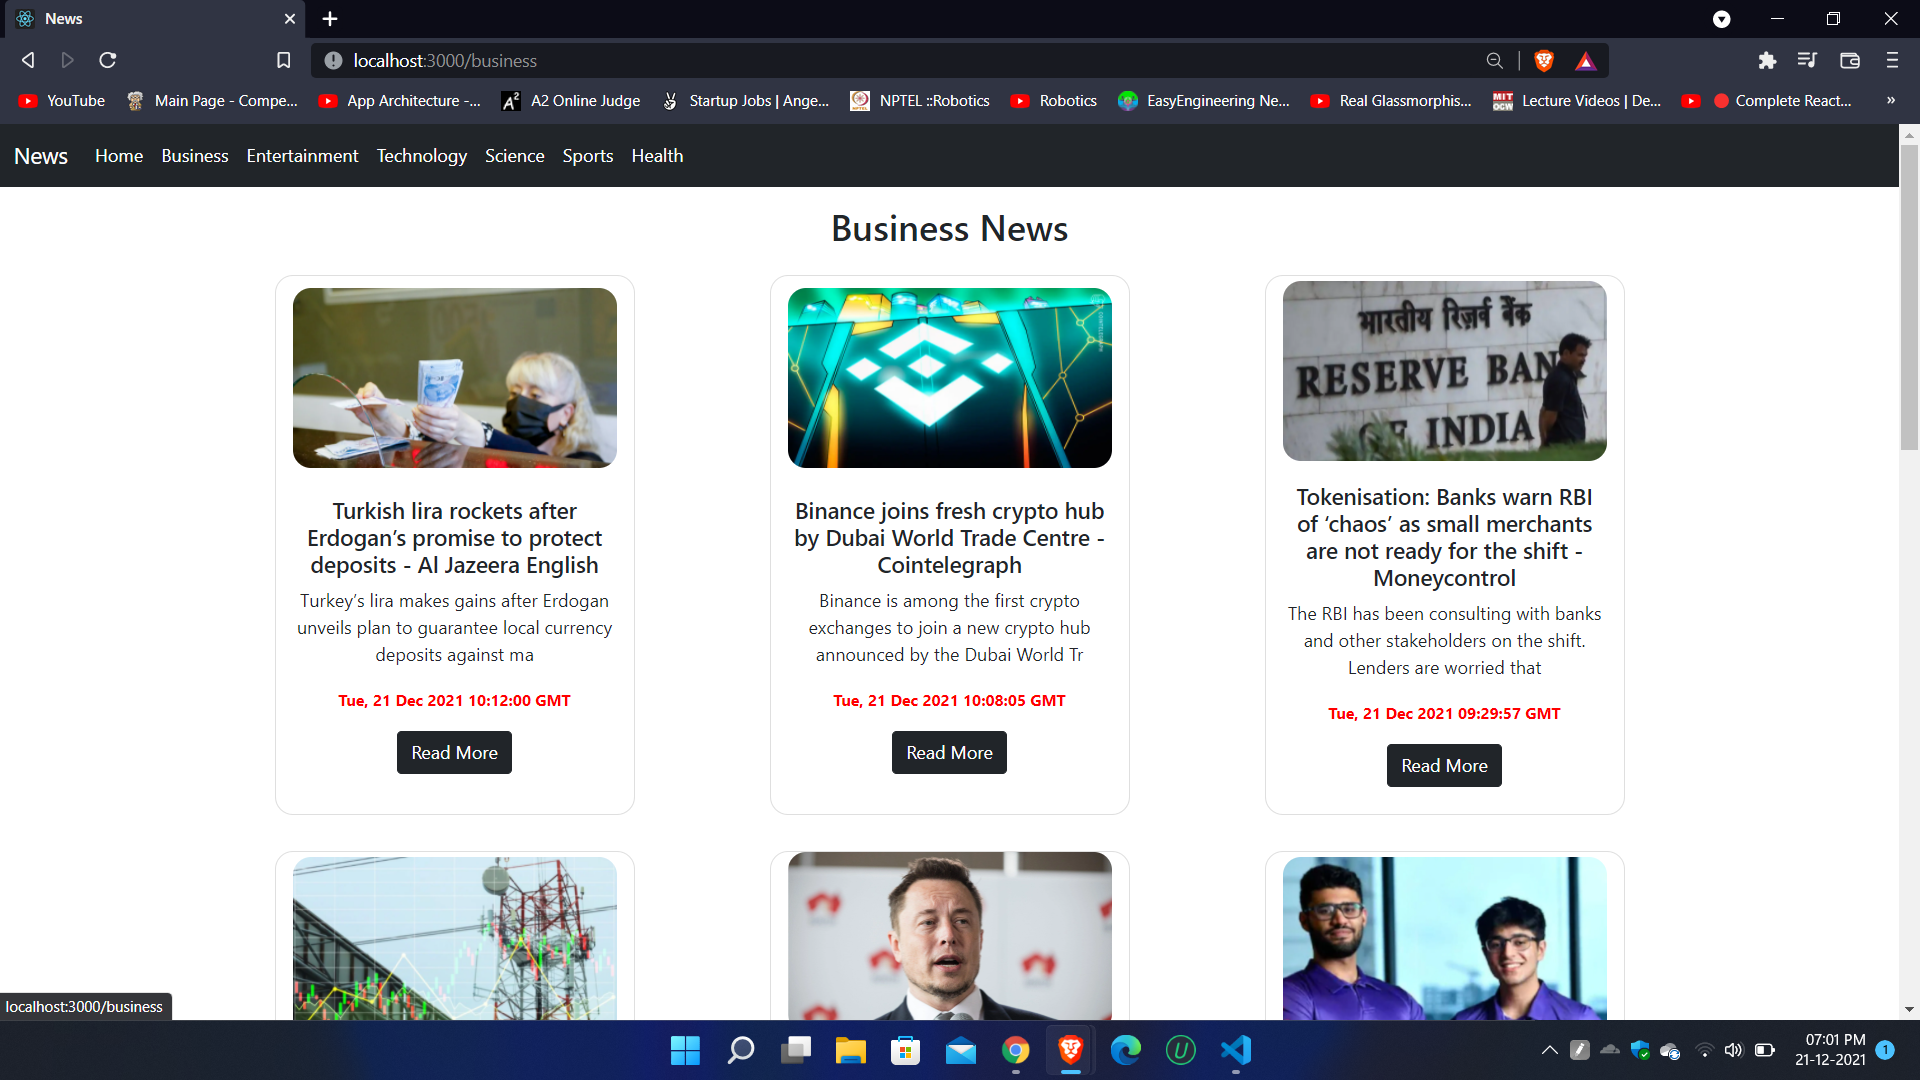 News
localhost:3000/business
YouTube
Main Page - Compe...
App Architecture -...
A2 Online Judge
Startup Jobs | Ange...
NPTEL ::Robotics
Robotics
EasyEngineering Ne...
Real Glassmorphis...
Lecture Videos | De...
Complete React...
»
News Home Business Entertainment Technology Science Sports Health
Business News
भारतीय रिज़र्व बैंक
RESERVE BANK
OF INDIA
Turkish lira rockets after
Erdogan’s promise to protect
deposits - Al Jazeera English
Turkey’s lira makes gains after Erdogan
unveils plan to guarantee local currency
deposits against ma
Tue, 21 Dec 2021 10:12:00 GMT
Read More
Binance joins fresh crypto hub
by Dubai World Trade Centre -
Cointelegraph
Binance is among the first crypto
exchanges to join a new crypto hub
announced by the Dubai World Tr
Tue, 21 Dec 2021 10:08:05 GMT
Read More
Tokenisation: Banks warn RBI
of ‘chaos’ as small merchants
are not ready for the shift -
Moneycontrol
The RBI has been consulting with banks
and other stakeholders on the shift.
Lenders are worried that
Tue, 21 Dec 2021 09:29:57 GMT
Read More
localhost:3000/business
07:01 PM
21-12-2021
1